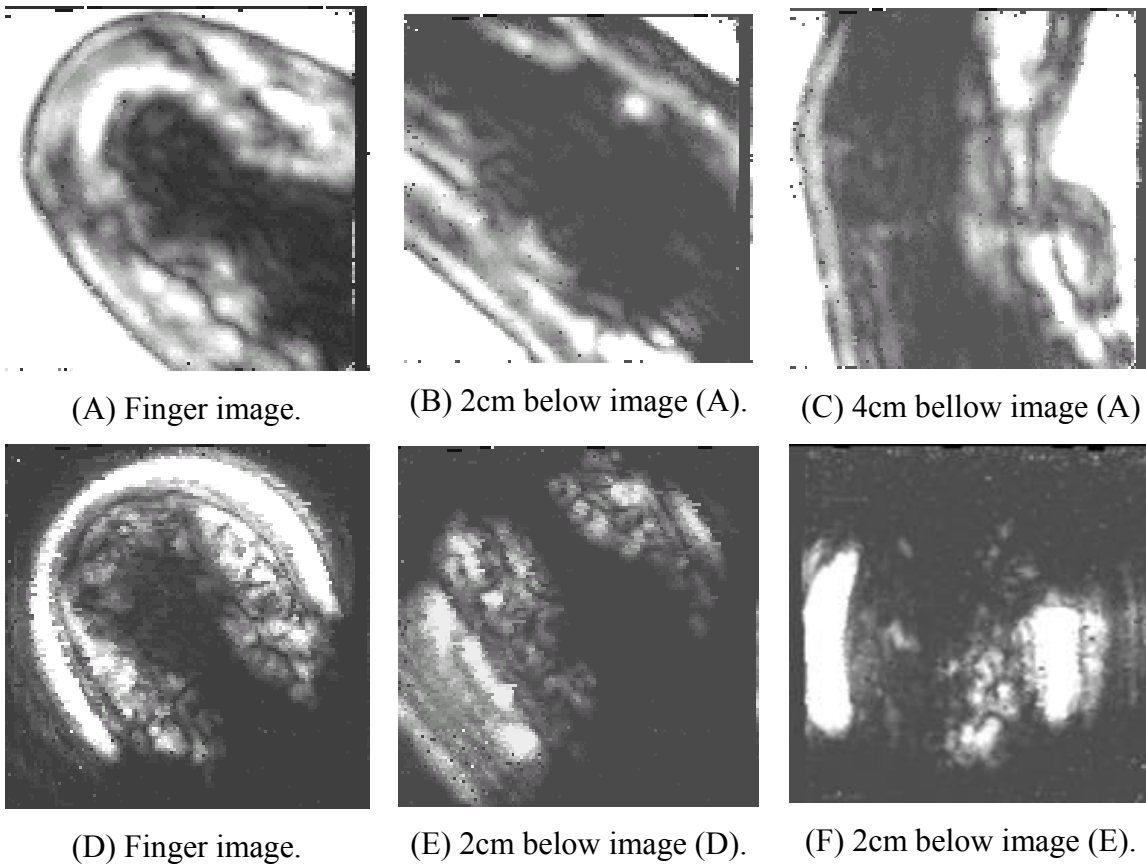 (A) Finger image.
(B) 2cm below image (A).
(C) 4cm bellow image (A)
(D) Finger image.
(E) 2cm below image (D).
(F) 2cm below image (E).